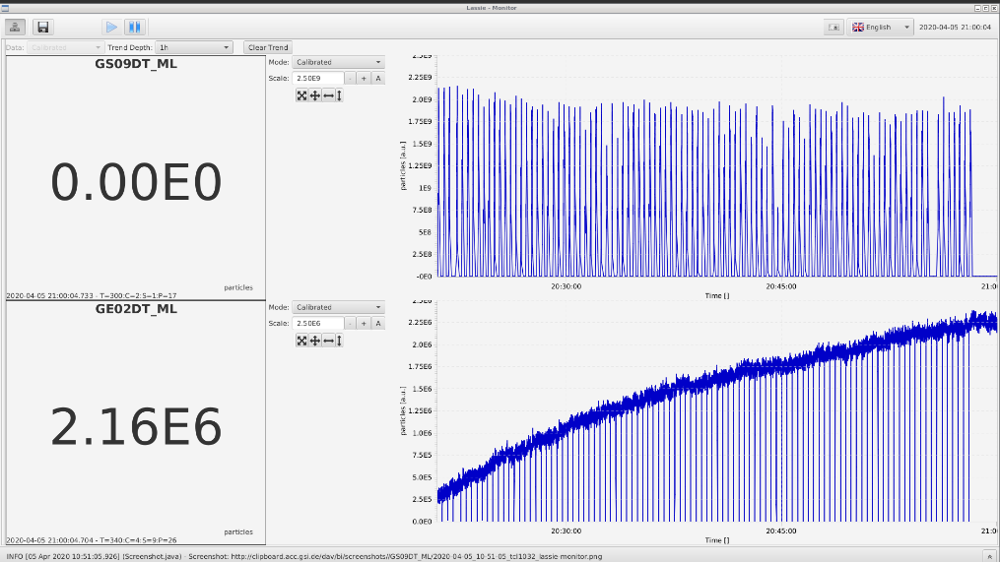 Lassie - Monitor
English
2020-04-05 21:00:04
Data: Calibrated Trend Depth: 1h Clear Trend
GS09DT_ML
0.00E0
particles
2020-04-05 21:00:04.733 - T=300:C=2:S=1:P=17
Mode: Calibrated
Scale: 2.50E9 - + A
particles [a.u.]
2.5E9
2.25E9
2.0E9
1.75E9
1.5E9
1.25E9
1E9
7.5E8
5E8
2.5E8
-0E0
20:30:00 20:45:00 21:0
Time []
GE02DT_ML
2.16E6
particles
2020-04-05 21:00:04.704 - T=340:C=4:S=9:P=26
Mode: Calibrated
Scale: 2.50E6 - + A
particles [a.u.]
2.5E6
2.25E6
2.0E6
1.75E6
1.5E6
1.25E6
1.0E6
7.5E5
5.0E5
2.5E5
0.0E0
20:30:00 20:45:00 21:0
Time []
INFO [05 Apr 2020 10:51:05,926] (Screenshot.java) - Screenshot: http://clipboard.acc.gsi.de/dav/bi/screenshots//GS09DT_ML/2020-04-05_10-51-05_tcl1032_lassie-monitor.png